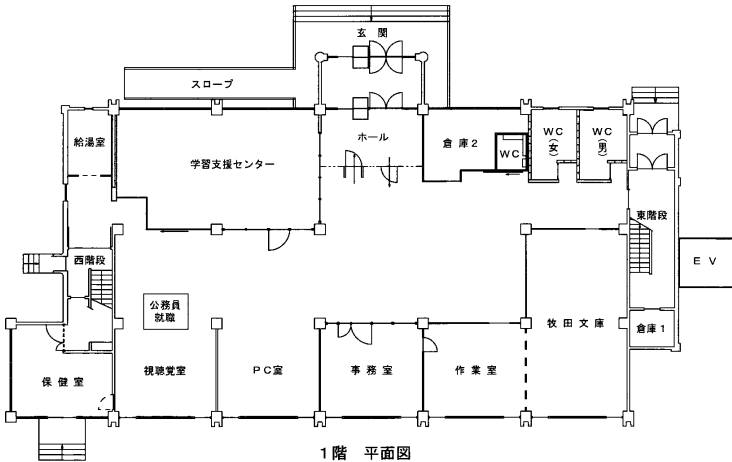 玄関
スロープ
給湯室
学習支援センター
ホール
倉庫2
WC
WC
(女)
WC
(男)
西階段
東階段
EV
公務員
就職
牧田文庫
倉庫1
保健室
視聴覚室
PC室
事務室
作業室
1階 平面図